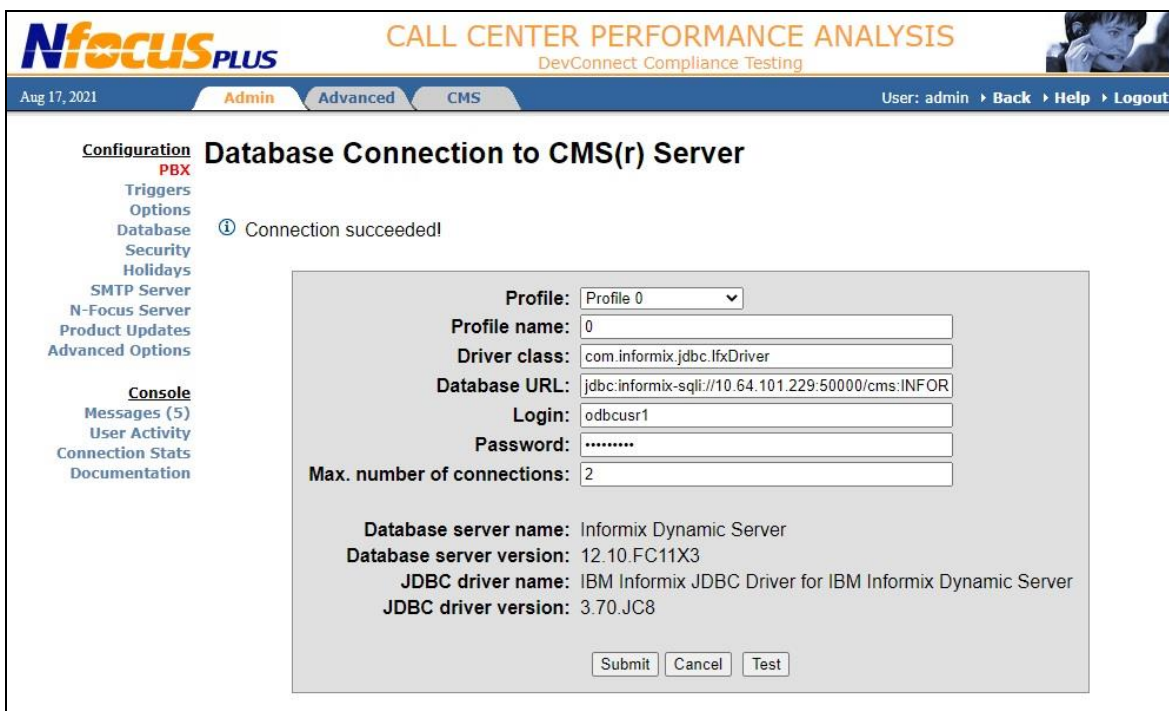 Nfocus PLUS
CALL CENTER PERFORMANCE ANALYSIS
DevConnect Compliance Testing
Aug 17, 2021 Admin Advanced CMS User: admin Back Help Logout
Configuration
PBX
Triggers
Options
Database
Security
Holidays
SMTP Server
N-Focus Server
Product Updates
Advanced Options
Console
Messages (5)
User Activity
Connection Stats
Documentation
Database Connection to CMS(r) Server
Connection succeeded!
Profile: Profile 0
Profile name: 0
Driver class: com.informix.jdbc.IfxDriver
Database URL: jdbc:informix-sqli://10.64.101.229:50000/cms:INFOR
Login: odbcusr1
Password: •••••••••
Max. number of connections: 2
Database server name: Informix Dynamic Server
Database server version: 12.10.FC11X3
JDBC driver name: IBM Informix JDBC Driver for IBM Informix Dynamic Server
JDBC driver version: 3.70.JC8
Submit Cancel Test